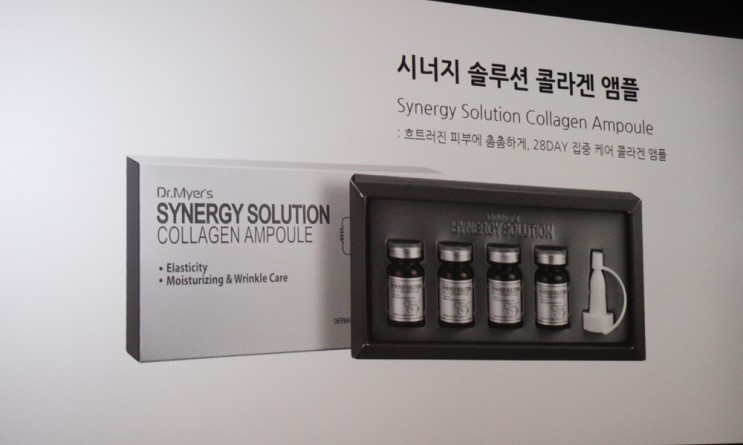 시너지 솔루션 콜라겐 앰플
Synergy Solution Collagen Ampoule
: 흐트러진 피부에 촘촘하게, 28DAY 집중 케어 콜라겐 앰플
Dr.Myer's
SYNERGY SOLUTION
COLLAGEN AMPOULE
• Elasticity
• Moisturizing & Wrinkle Care
SYNERGY SOLUTION